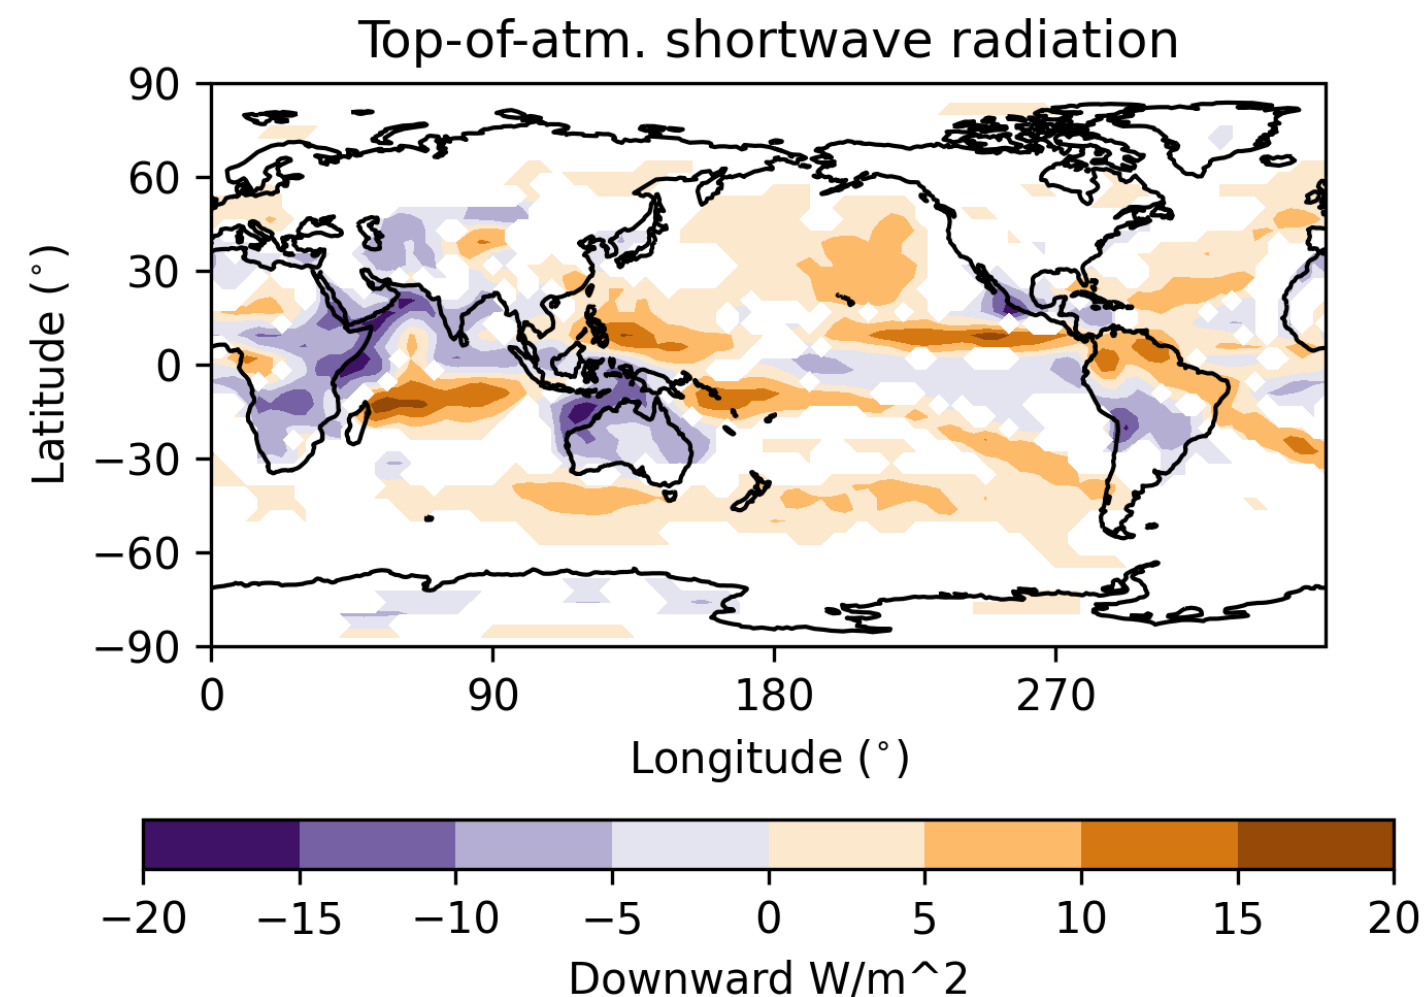 Top-of-atm. shortwave radiation
90
60
30
0
−30
−60
−90
Latitude (°)
0 90 180 270
Longitude (°)
−20 −15 −10 −5 0 5 10 15 20
Downward W/m^2